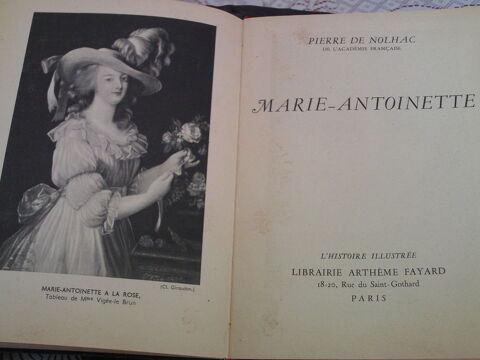 (Cl. Giraudon.)
MARIE-ANTOINETTE A LA ROSE,
Tableau de Mme Vigée-le Brun
PIERRE DE NOLHAC
DE L'ACADÉMIE FRANÇAISE
MARIE-ANTOINETTE
L'HISTOIRE ILLUSTRÉE
LIBRAIRIE ARTHÈME FAYARD
18-20, Rue du Saint-Gothard
PARIS